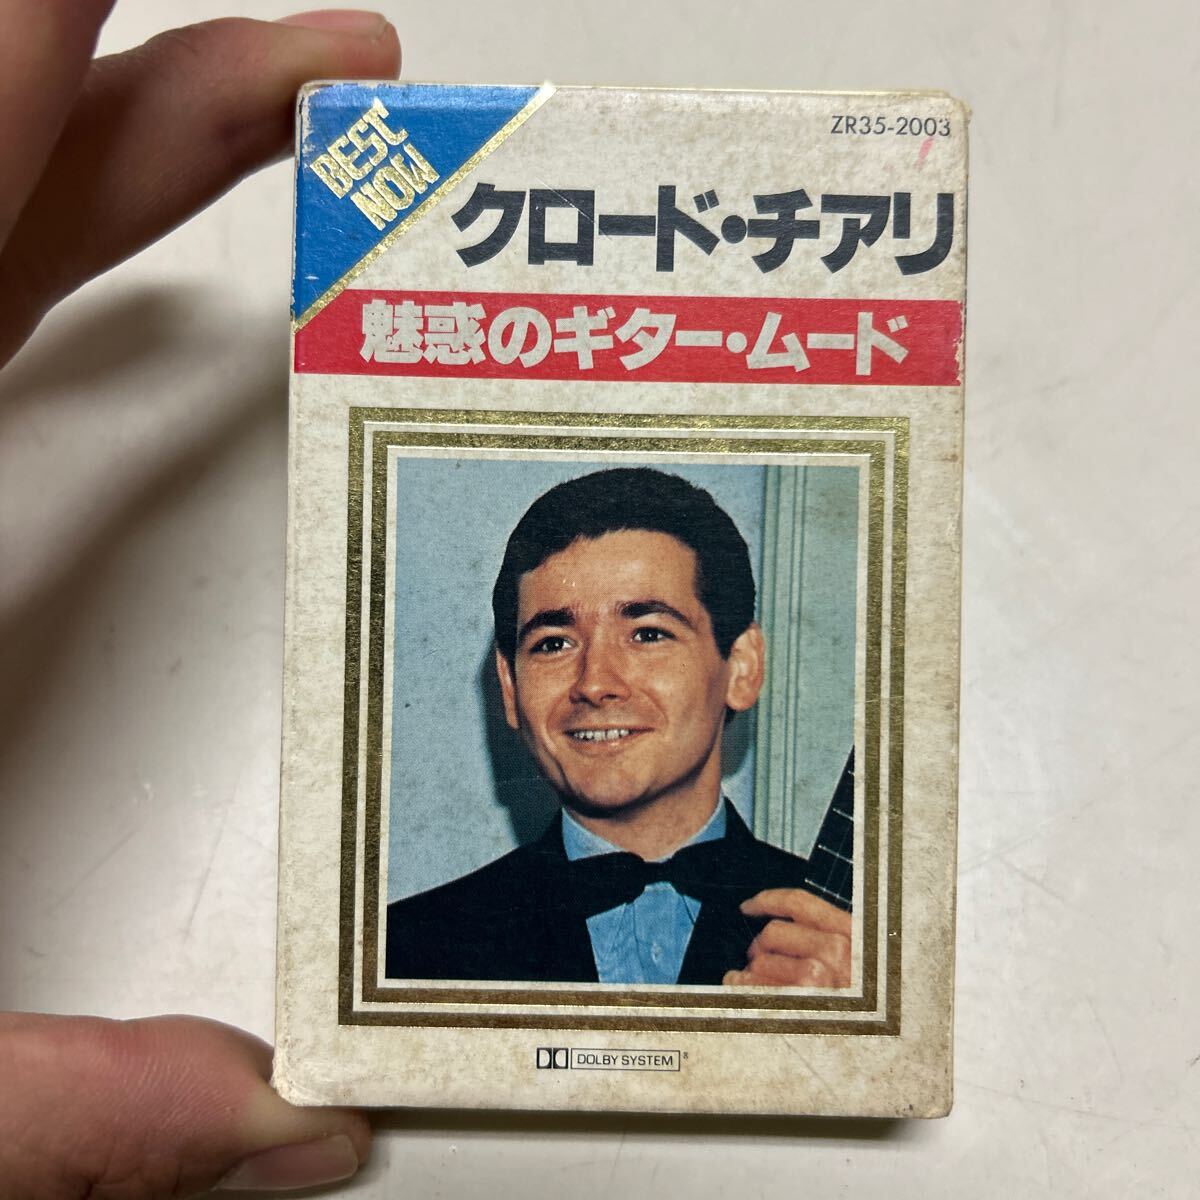 BEST
NOW
ZR35-2003
クロード・チアリ
魅惑のギター・ムード
DOLBY SYSTEM®